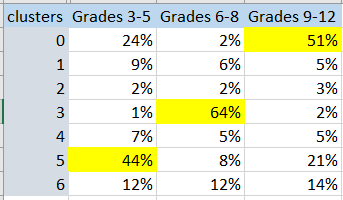 clusters Grades 3-5 Grades 6-8 Grades 9-12
0 24% 2% 51%
1 9% 6% 5%
2 2% 2% 3%
3 1% 64% 2%
4 7% 5% 5%
5 44% 8% 21%
6 12% 12% 14%